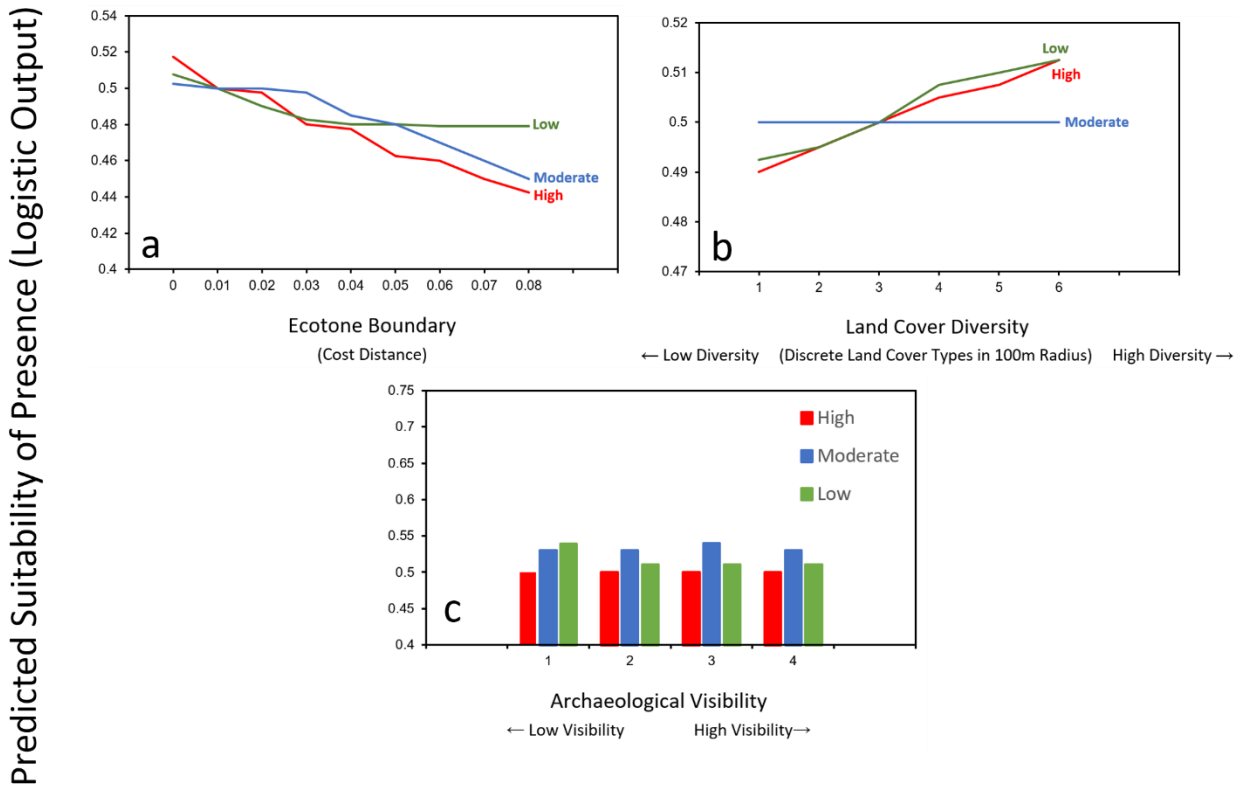 Predicted Suitability of Presence (Logistic Output)
0.54
0.52
0.5
0.48
0.46
0.44
0.42
0.4
Low
Moderate
High
a
0 0.01 0.02 0.03 0.04 0.05 0.06 0.07 0.08
Ecotone Boundary
(Cost Distance)
0.52
0.51
0.5
0.49
0.48
0.47
Low
High
Moderate
b
1 2 3 4 5 6
Land Cover Diversity
← Low Diversity (Discrete Land Cover Types in 100m Radius) High Diversity →
0.75
0.7
0.65
0.6
0.55
0.5
0.45
0.4
High
Moderate
Low
c
1 2 3 4
Archaeological Visibility
← Low Visibility High Visibility→